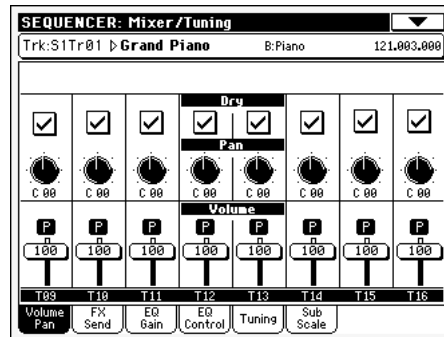 SEQUENCER: Mixer/Tuning
Trk:S1Tr01 ▷Grand Piano B:Piano 121.003.000
Dry
Pan
C 00 C 00 C 00 C 00 C 00 C 00 C 00 C 00
Volume
P P P P P P P P
100 100 100 100 100 100 100 100
T09 T10 T11 T12 T13 T14 T15 T16
Volume Pan FX Send EQ Gain EQ Control Tuning Sub Scale